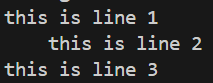 this is line 1
    this is line 2
this is line 3